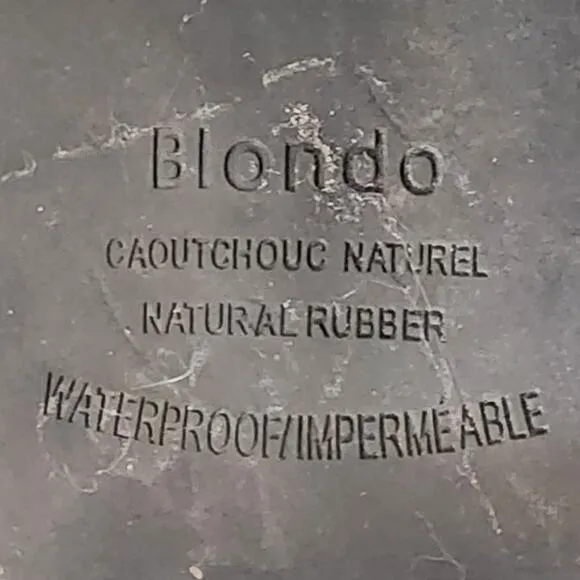 Blondo
CAOUTCHOUC NATUREL
NATURAL RUBBER
WATERPROOF/IMPERMÉABLE